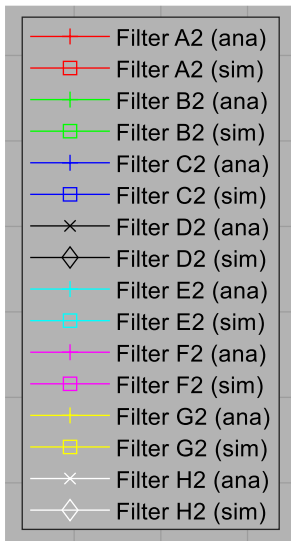 Filter A2 (ana)
Filter A2 (sim)
Filter B2 (ana)
Filter B2 (sim)
Filter C2 (ana)
Filter C2 (sim)
Filter D2 (ana)
Filter D2 (sim)
Filter E2 (ana)
Filter E2 (sim)
Filter F2 (ana)
Filter F2 (sim)
Filter G2 (ana)
Filter G2 (sim)
Filter H2 (ana)
Filter H2 (sim)